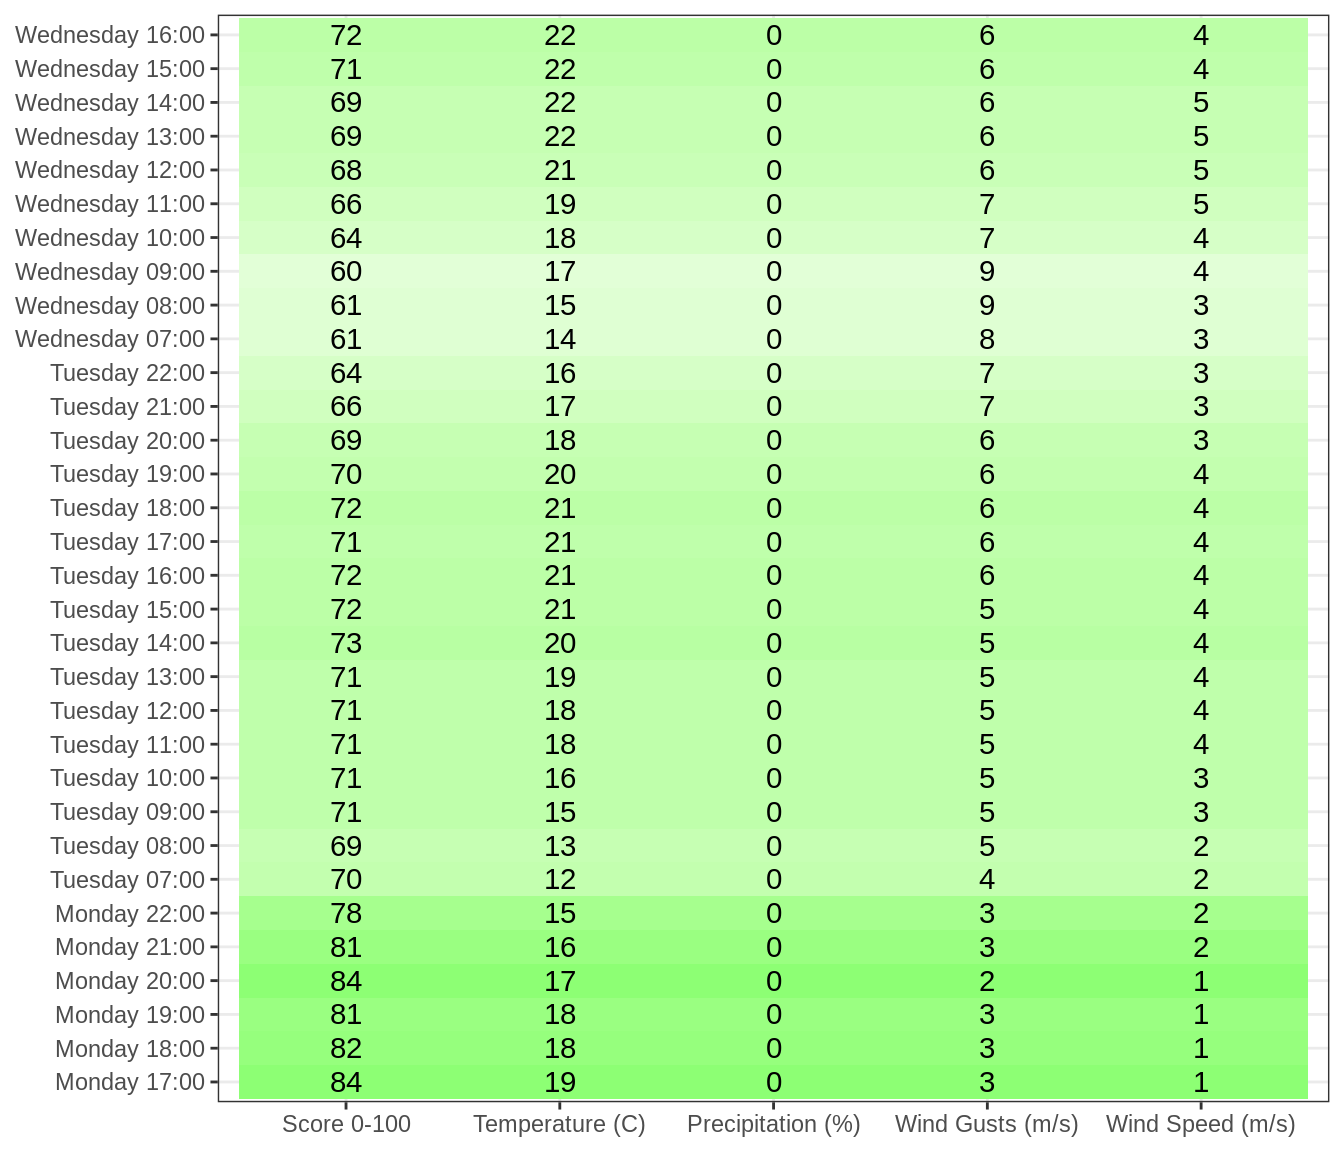 Wednesday 16:00 72 22 0 6 4
Wednesday 15:00 71 22 0 6 4
Wednesday 14:00 69 22 0 6 5
Wednesday 13:00 69 22 0 6 5
Wednesday 12:00 68 21 0 6 5
Wednesday 11:00 66 19 0 7 5
Wednesday 10:00 64 18 0 7 4
Wednesday 09:00 60 17 0 9 4
Wednesday 08:00 61 15 0 9 3
Wednesday 07:00 61 14 0 8 3
Tuesday 22:00 64 16 0 7 3
Tuesday 21:00 66 17 0 7 3
Tuesday 20:00 69 18 0 6 3
Tuesday 19:00 70 20 0 6 4
Tuesday 18:00 72 21 0 6 4
Tuesday 17:00 71 21 0 6 4
Tuesday 16:00 72 21 0 6 4
Tuesday 15:00 72 21 0 5 4
Tuesday 14:00 73 20 0 5 4
Tuesday 13:00 71 19 0 5 4
Tuesday 12:00 71 18 0 5 4
Tuesday 11:00 71 18 0 5 4
Tuesday 10:00 71 16 0 5 3
Tuesday 09:00 71 15 0 5 3
Tuesday 08:00 69 13 0 5 2
Tuesday 07:00 70 12 0 4 2
Monday 22:00 78 15 0 3 2
Monday 21:00 81 16 0 3 2
Monday 20:00 84 17 0 2 1
Monday 19:00 81 18 0 3 1
Monday 18:00 82 18 0 3 1
Monday 17:00 84 19 0 3 1
Score 0-100 Temperature (C) Precipitation (%) Wind Gusts (m/s) Wind Speed (m/s)